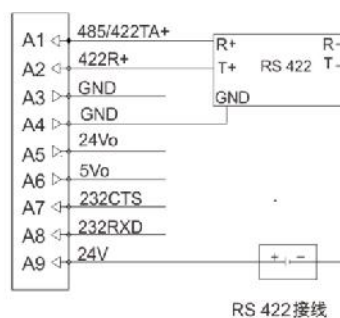 A1 485/422TA+
A2 422R+
A3 GND
A4 GND
A5 24Vo
A6 5Vo
A7 232CTS
A8 232RXD
A9 24V
R+ R-
T+ RS 422 T-
GND
+ -
RS 422接线